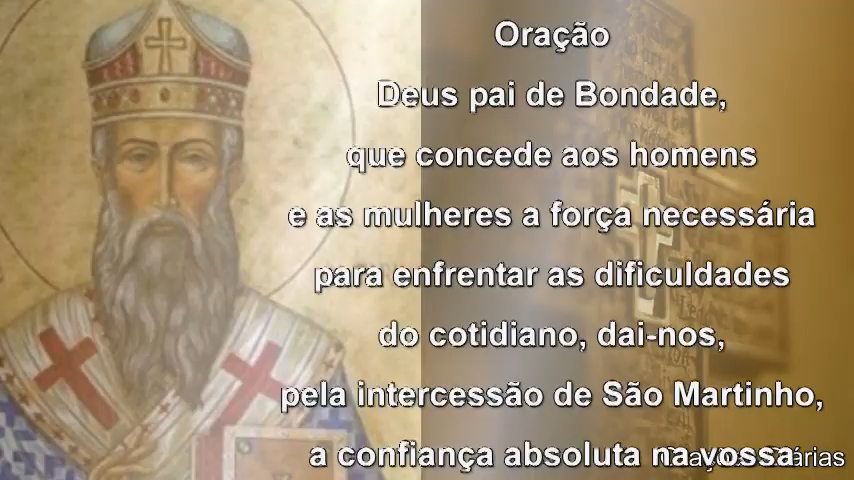 Oração
Deus pai de Bondade,
que concede aos homens
e as mulheres a força necessária
para enfrentar as dificuldades
do cotidiano, dai-nos,
pela intercessão de São Martinho,
a confiança absoluta na vossa